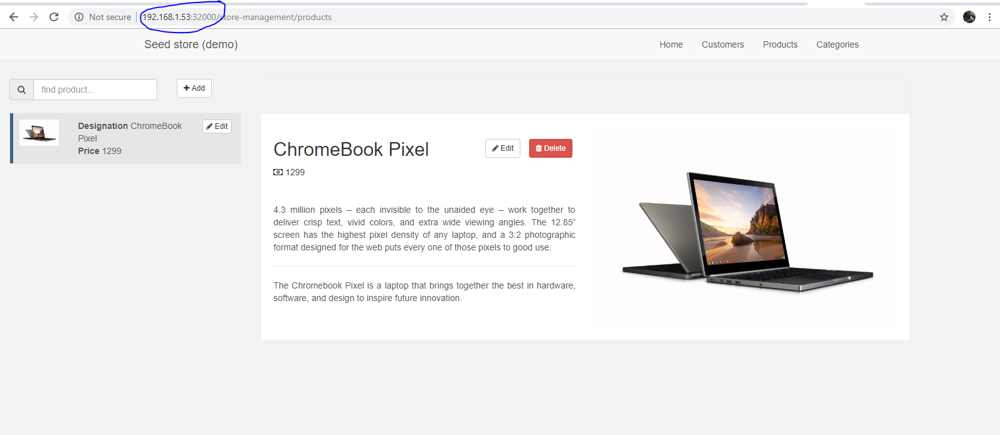 Not secure | 192.168.1.53:32000/store-management/products
Seed store (demo) Home Customers Products Categories
find product... Add
Designation ChromeBook Edit
Pixel
Price 1299
ChromeBook Pixel Edit Delete
1299
4.3 million pixels – each invisible to the unaided eye – work together to
deliver crisp text, vivid colors, and extra wide viewing angles. The 12.85”
screen has the highest pixel density of any laptop, and a 3:2 photographic
format designed for the web puts every one of those pixels to good use.
The Chromebook Pixel is a laptop that brings together the best in hardware,
software, and design to inspire future innovation.